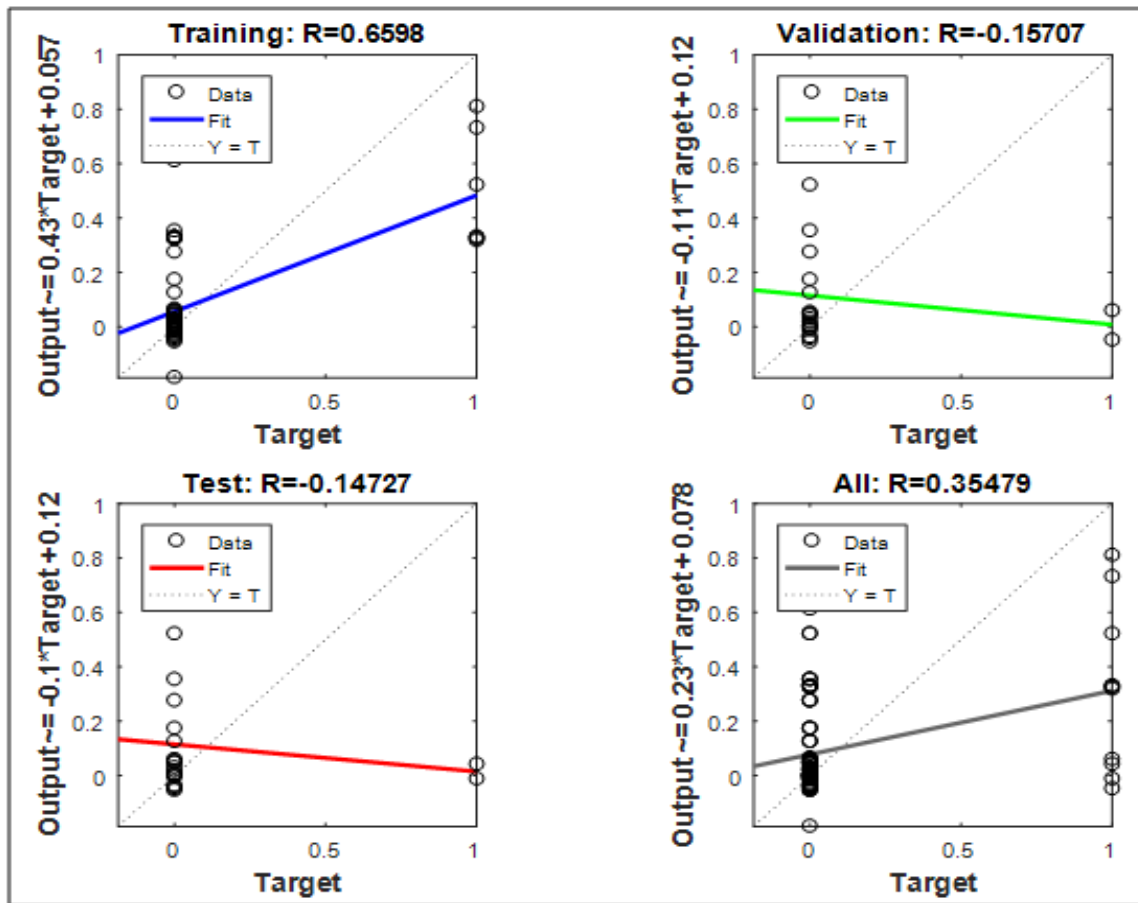 Training: R=0.6598
Output ~= 0.43*Target + 0.057
1
0.8
0.6
0.4
0.2
0
Data
Fit
Y = T
0 0.5 1
Target
Validation: R=-0.15707
Output ~= -0.11*Target + 0.12
1
0.8
0.6
0.4
0.2
0
Data
Fit
Y = T
0 0.5 1
Target
Test: R=-0.14727
Output ~= -0.1*Target + 0.12
1
0.8
0.6
0.4
0.2
0
Data
Fit
Y = T
0 0.5 1
Target
All: R=0.35479
Output ~= 0.23*Target + 0.078
1
0.8
0.6
0.4
0.2
0
Data
Fit
Y = T
0 0.5 1
Target